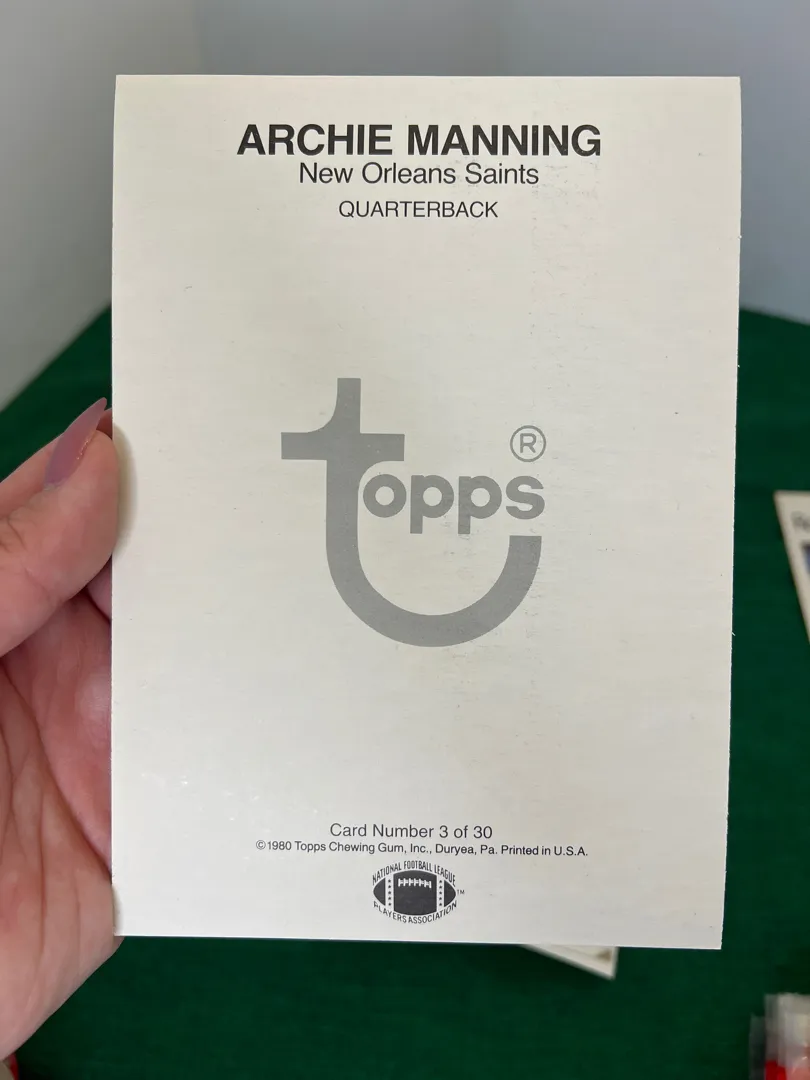 ARCHIE MANNING
New Orleans Saints
QUARTERBACK
topps®
Card Number 3 of 30
©1980 Topps Chewing Gum, Inc., Duryea, Pa. Printed in U.S.A.
NATIONAL FOOTBALL LEAGUE
PLAYERS ASSOCIATION™